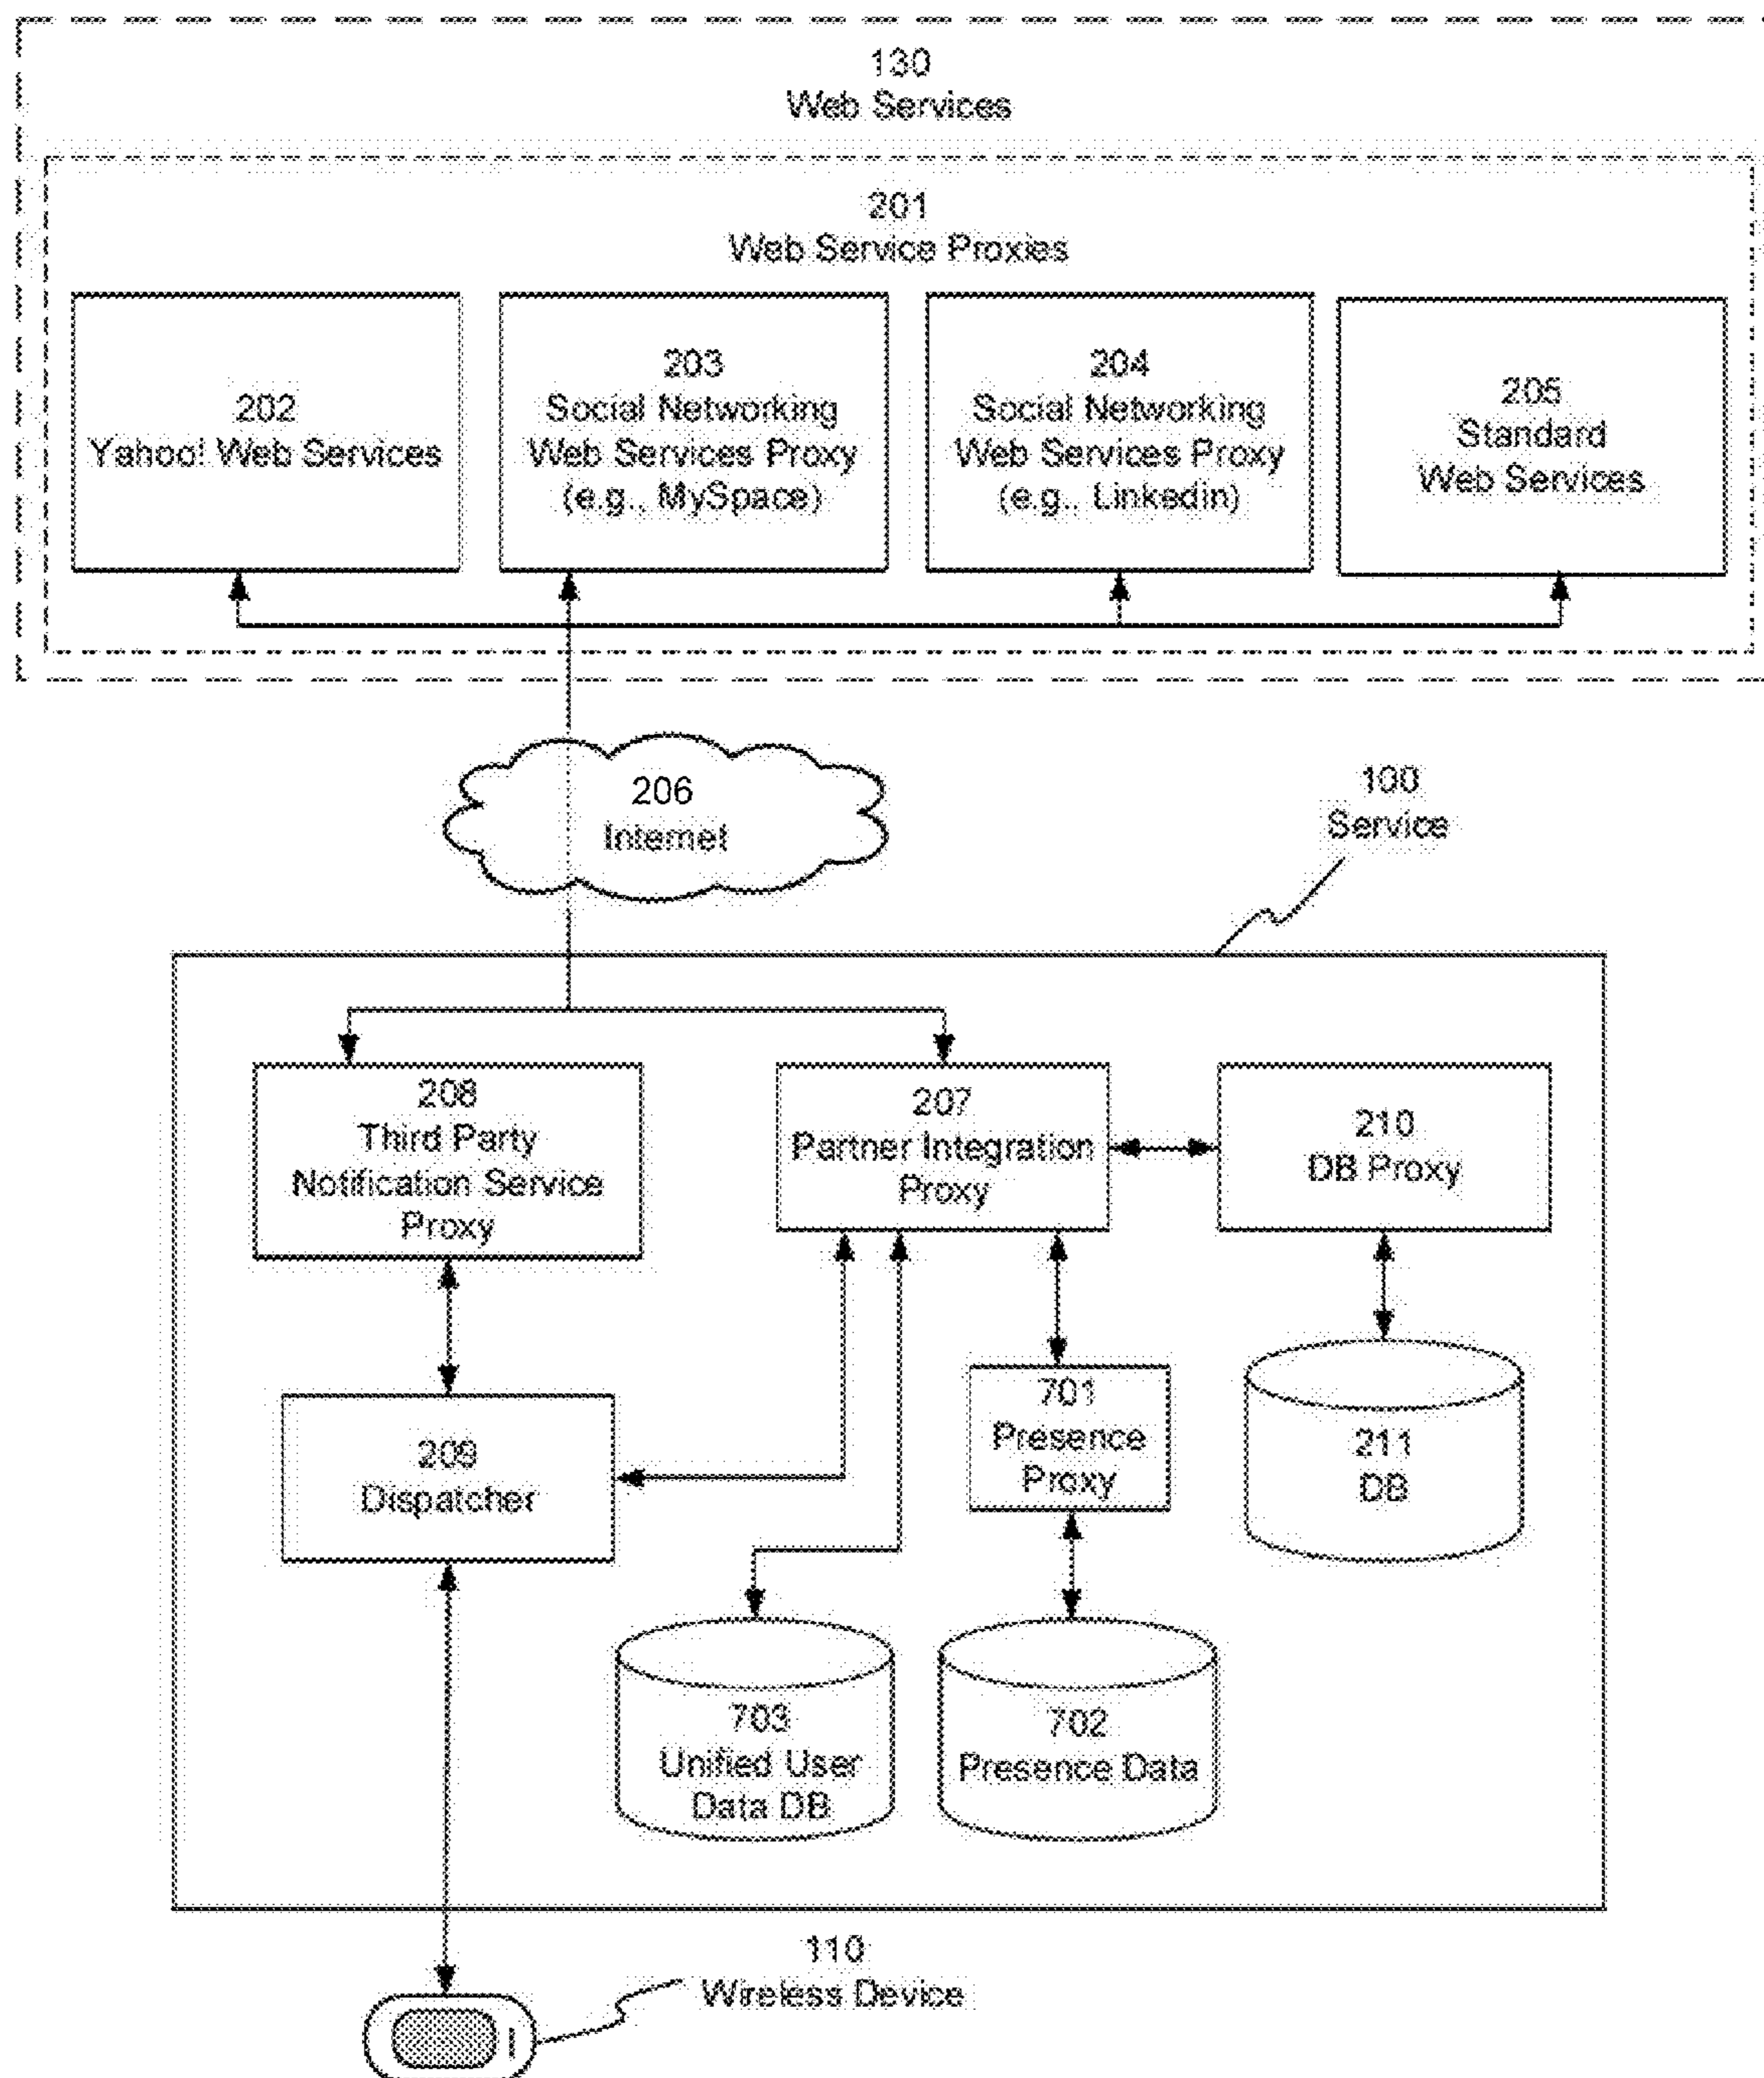 130
Web Services
201
Web Service Proxies
202
Yahoo! Web Services
203
Social Networking
Web Services Proxy
(e.g., MySpace)
204
Social Networking
Web Services Proxy
(e.g., Linkedin)
205
Standard
Web Services
206
Internet
100
Service
208
Third Party
Notification Service
Proxy
207
Partner Integration
Proxy
210
DB Proxy
209
Dispatcher
701
Presence
Proxy
211
DB
703
Unified User
Data DB
702
Presence Data
110
Wireless Device